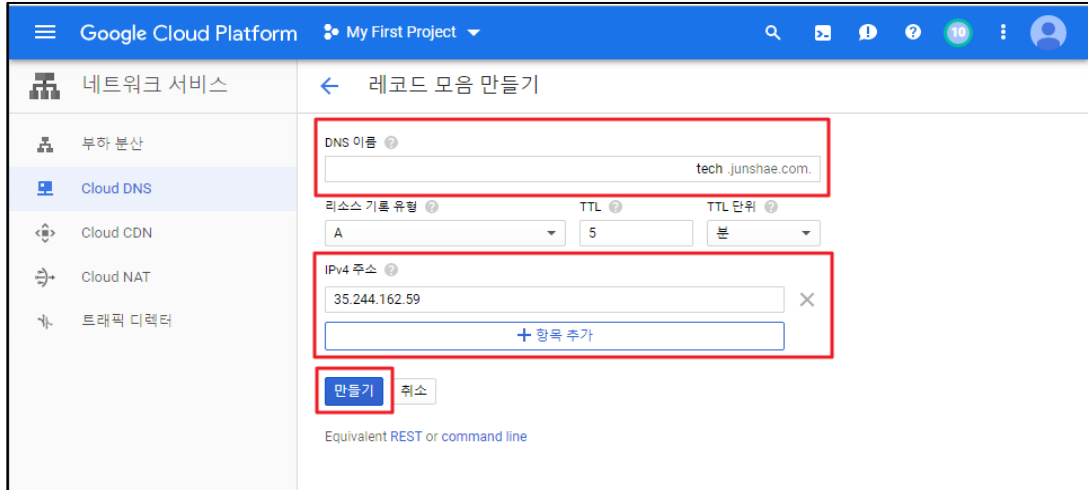 Google Cloud Platform My First Project 10
네트워크 서비스
부하 분산
Cloud DNS
Cloud CDN
Cloud NAT
트래픽 디렉터
레코드 모음 만들기
DNS 이름
tech .junshae.com.
리소스 기록 유형 TTL TTL 단위
A 5 분
IPv4 주소
35.244.162.59
항목 추가
만들기 취소
Equivalent REST or command line